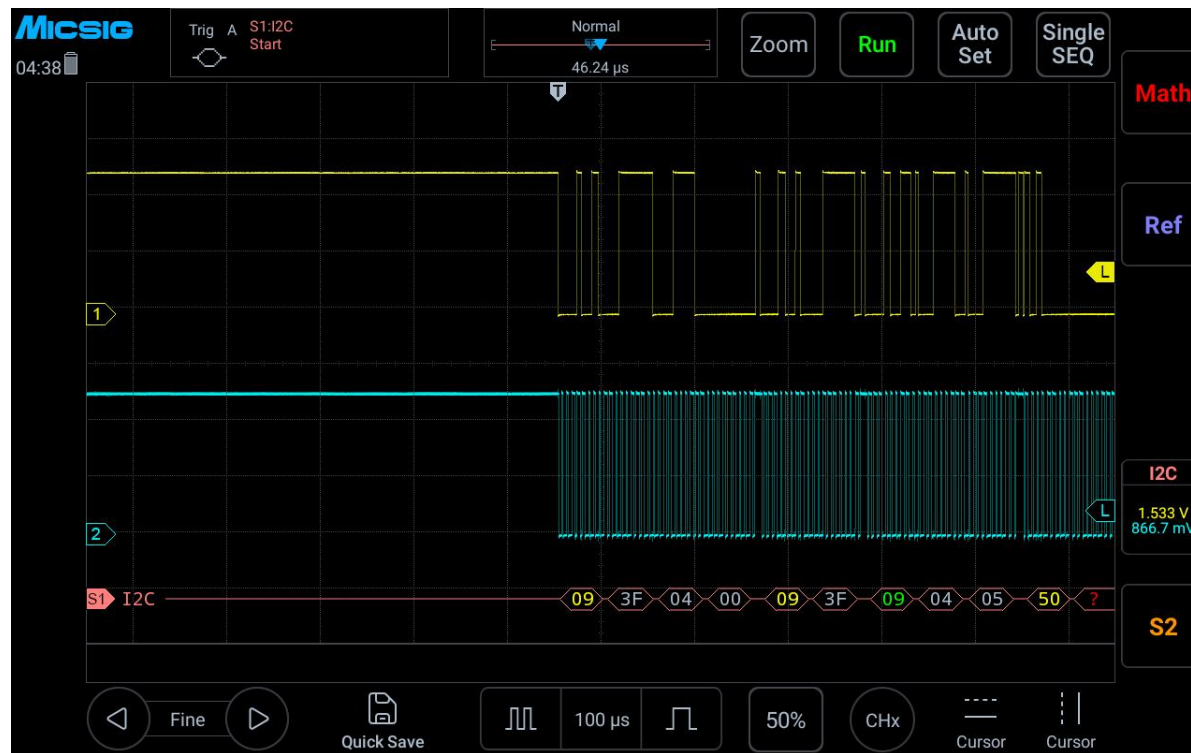 MICSIG
04:38
Trig A S1:I2C
Start
Normal
T
46.24 µs
Zoom
Run
Auto
Set
Single
SEQ
T
Math
Ref
L
1
L
2
I2C
1.533 V
866.7 mV
S1 I2C 09 3F 04 00 09 3F 09 04 05 50 ?
S2
Fine
Quick Save
100 µs
50%
CHx
Cursor
Cursor